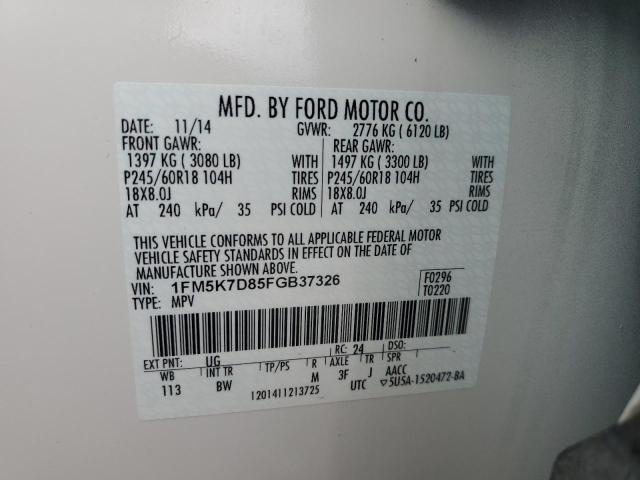 MFD. BY FORD MOTOR CO.
DATE: 11/14 GVWR: 2776 KG ( 6120 LB)
FRONT GAWR: REAR GAWR:
1397 KG ( 3080 LB) WITH 1497 KG ( 3300 LB) WITH
P245/60R18 104H TIRES P245/60R18 104H TIRES
18X8.0J RIMS 18X8.0J RIMS
AT 240 kPa/ 35 PSI COLD AT 240 kPa/ 35 PSI COLD
THIS VEHICLE CONFORMS TO ALL APPLICABLE FEDERAL MOTOR
VEHICLE SAFETY STANDARDS IN EFFECT ON THE DATE OF
MANUFACTURE SHOWN ABOVE.
VIN: 1FM5K7D85FGB37326 F0296
TYPE: MPV T0220
EXT PNT: UG RC: 24 DSO:
WB INT TR TP/PS R AXLE TR SPR
113 BW M 3F J AACC
1201411213725 UTC ▽5U5A-1520472-BA